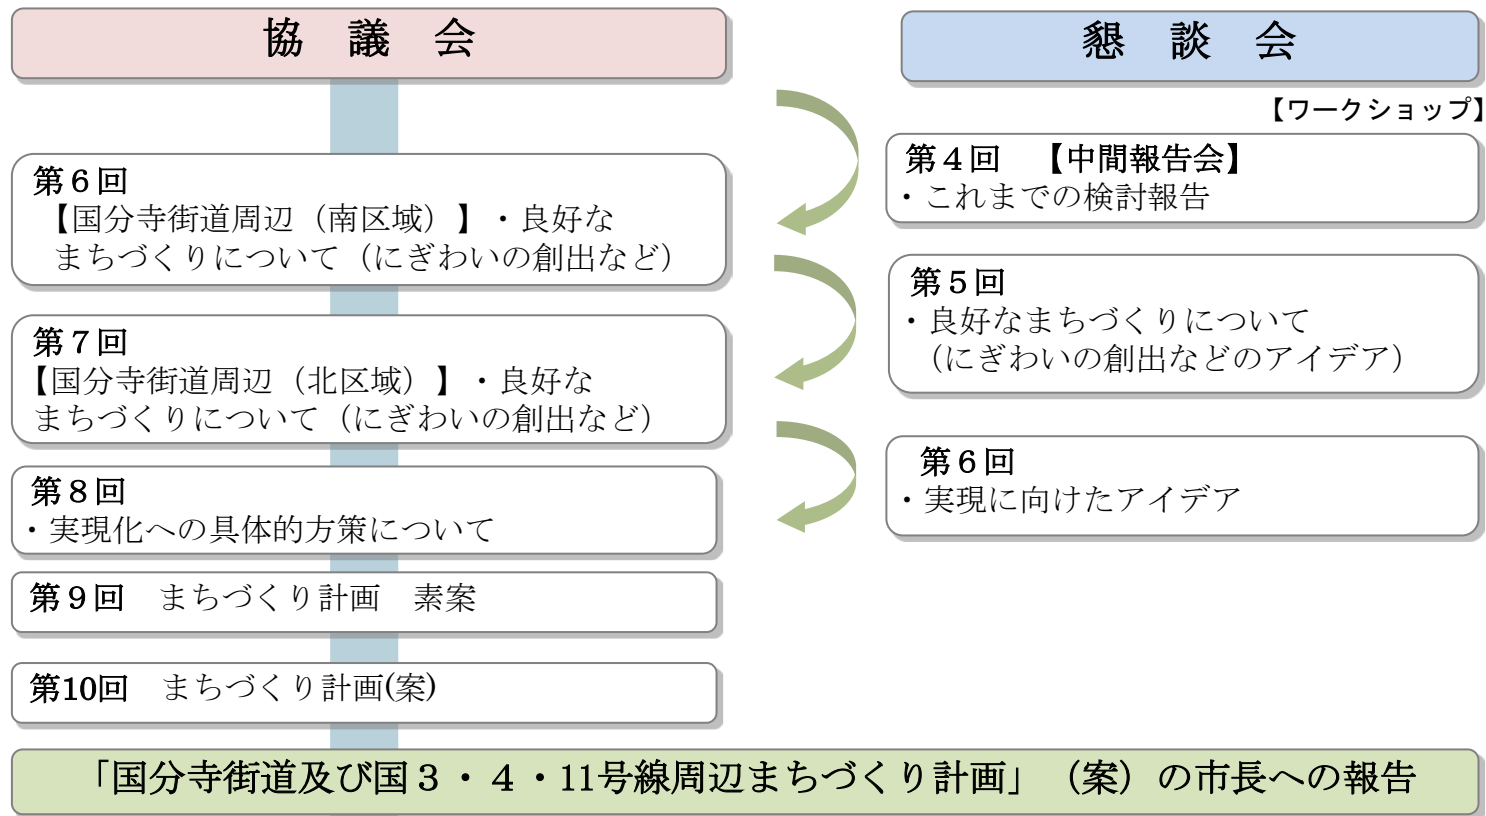 協　議　会
第６回
【国分寺街道周辺（南区域）】・良好な
まちづくりについて（にぎわいの創出など）
第７回
【国分寺街道周辺（北区域）】・良好な
まちづくりについて（にぎわいの創出など）
第８回
・実現化への具体的方策について
第９回　まちづくり計画　素案
第10回　まちづくり計画(案)
懇　談　会
【ワークショップ】
第４回　【中間報告会】
・これまでの検討報告
第５回
・良好なまちづくりについて
（にぎわいの創出などのアイデア）
第６回
・実現に向けたアイデア
「国分寺街道及び国３・４・11号線周辺まちづくり計画」（案）の市長への報告